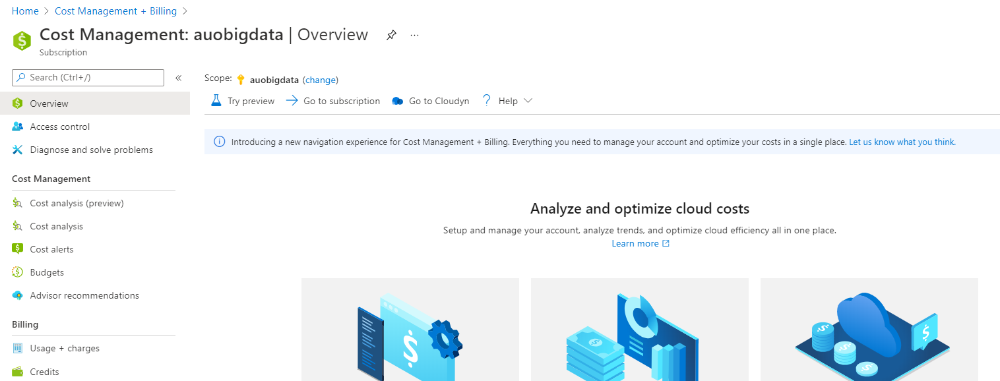 Home > Cost Management + Billing >
Cost Management: auobigdata | Overview
Subscription
Search (Ctrl+/)
Overview
Access control
Diagnose and solve problems
Cost Management
Cost analysis (preview)
Cost analysis
Cost alerts
Budgets
Advisor recommendations
Billing
Usage + charges
Credits
Scope: auobigdata (change)
Try preview Go to subscription Go to Cloudyn ? Help
Introducing a new navigation experience for Cost Management + Billing. Everything you need to manage your account and optimize your costs in a single place. Let us know what you think.
Analyze and optimize cloud costs
Setup and manage your account, analyze trends, and optimize cloud efficiency all in one place.
Learn more